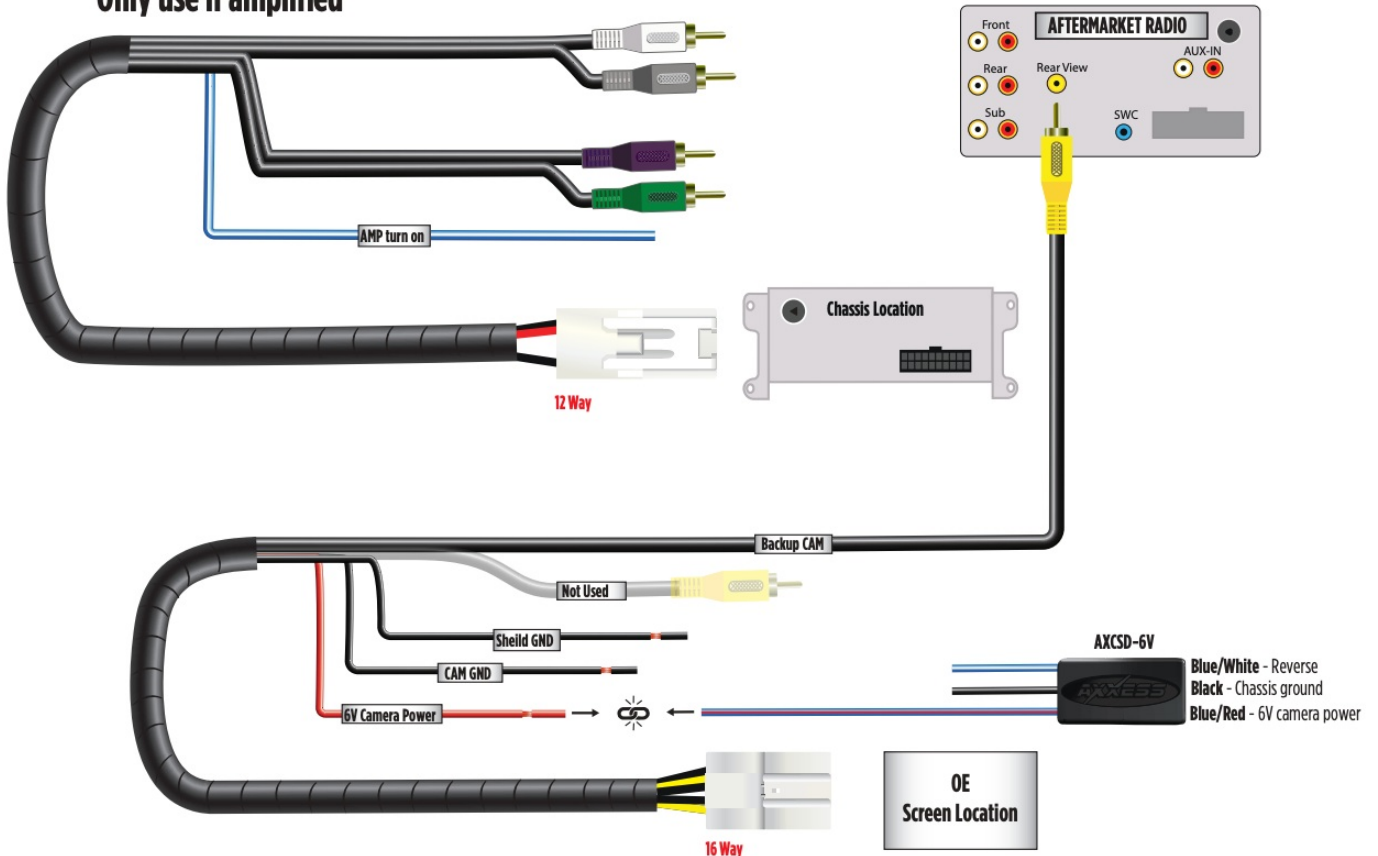 Only use if amplified
Front
AFTERMARKET RADIO
AUX-IN
Rear
Rear View
Sub
SWC
AMP turn on
Chassis Location
12 Way
Backup CAM
Not Used
Sheild GND
CAM GND
6V Camera Power
AXCSD-6V
AXXESS
Blue/White - Reverse
Black - Chassis ground
Blue/Red - 6V camera power
OE
Screen Location
16 Way